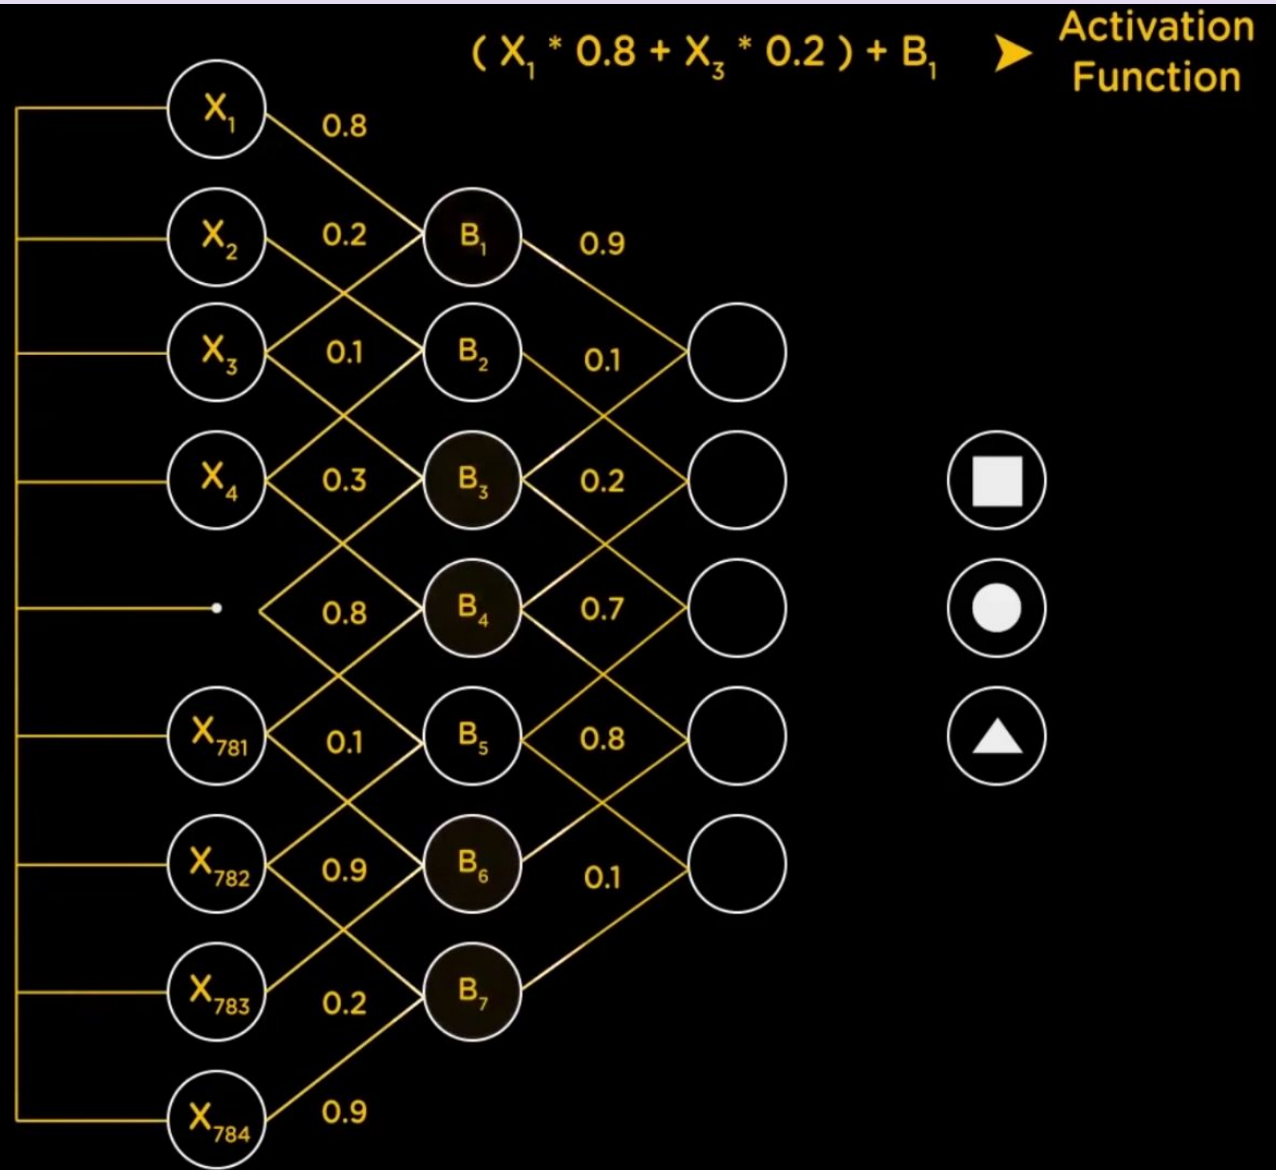 ( X₁ * 0.8 + X₃ * 0.2 ) + B₁
Activation
Function
X₁
0.8
X₂
0.2
B₁
0.9
X₃
0.1
B₂
0.1
X₄
0.3
B₃
0.2
0.8
B₄
0.7
X₇₈₁
0.1
B₅
0.8
X₇₈₂
0.9
B₆
0.1
X₇₈₃
0.2
B₇
X₇₈₄
0.9